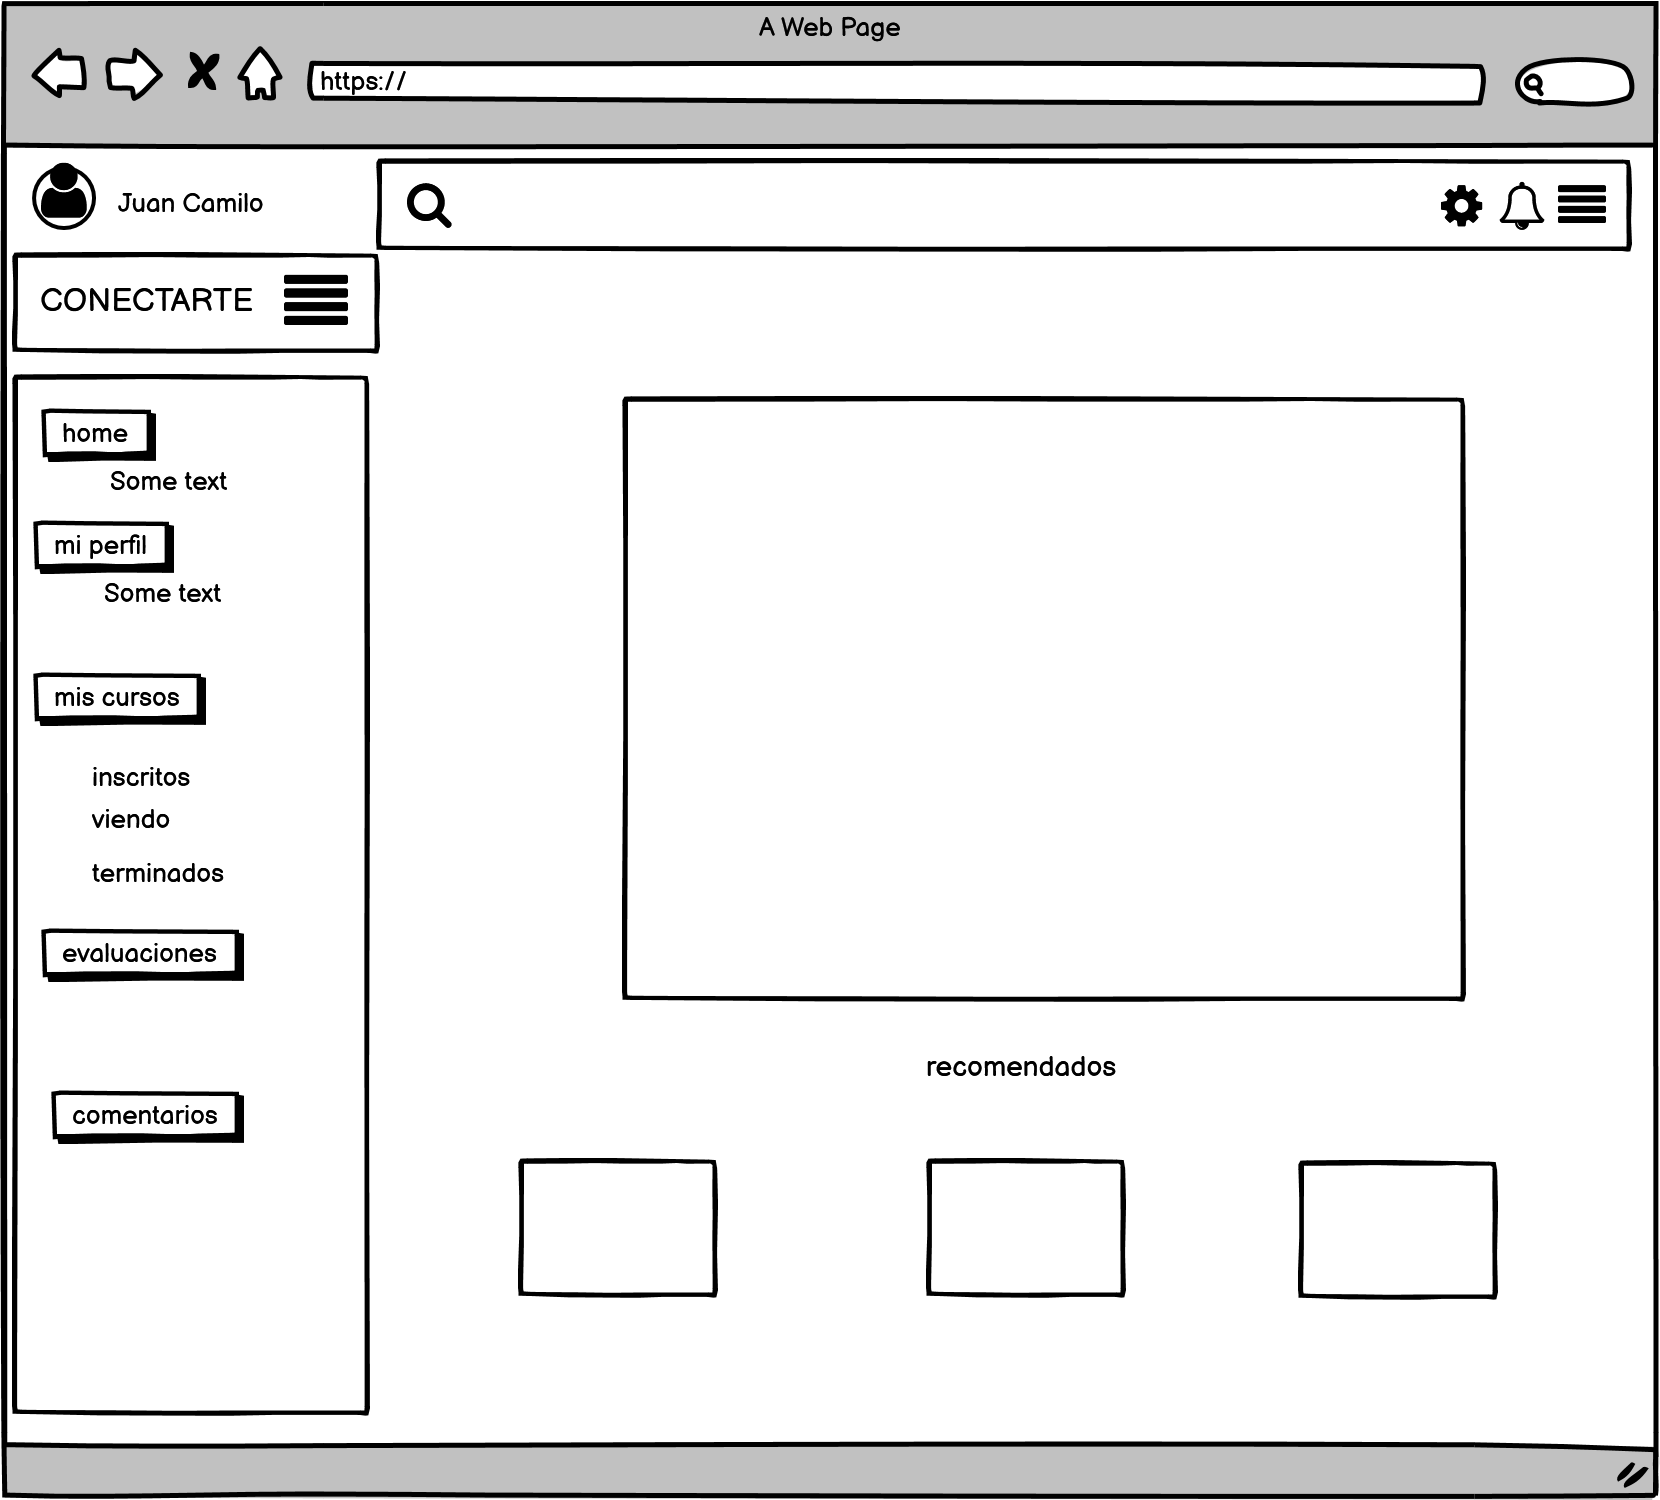 A Web Page
https://
Juan Camilo
CONECTARTE
home
Some text
mi perfil
Some text
mis cursos
inscritos
viendo
terminados
evaluaciones
comentarios
recomendados